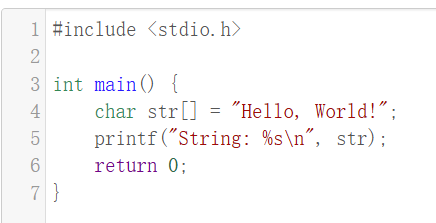 1 #include <stdio.h>
2
3 int main() {
4     char str[] = "Hello, World!";
5     printf("String: %s\n", str);
6     return 0;
7 }